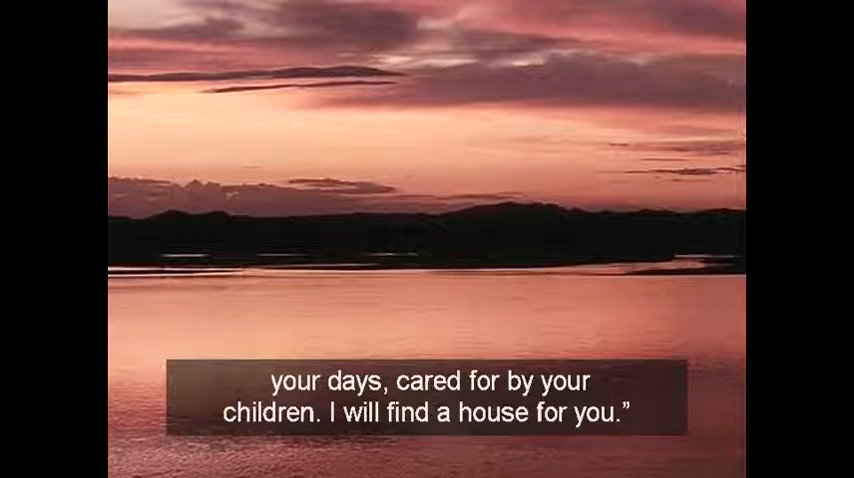 your days, cared for by your
children. I will find a house for you.”